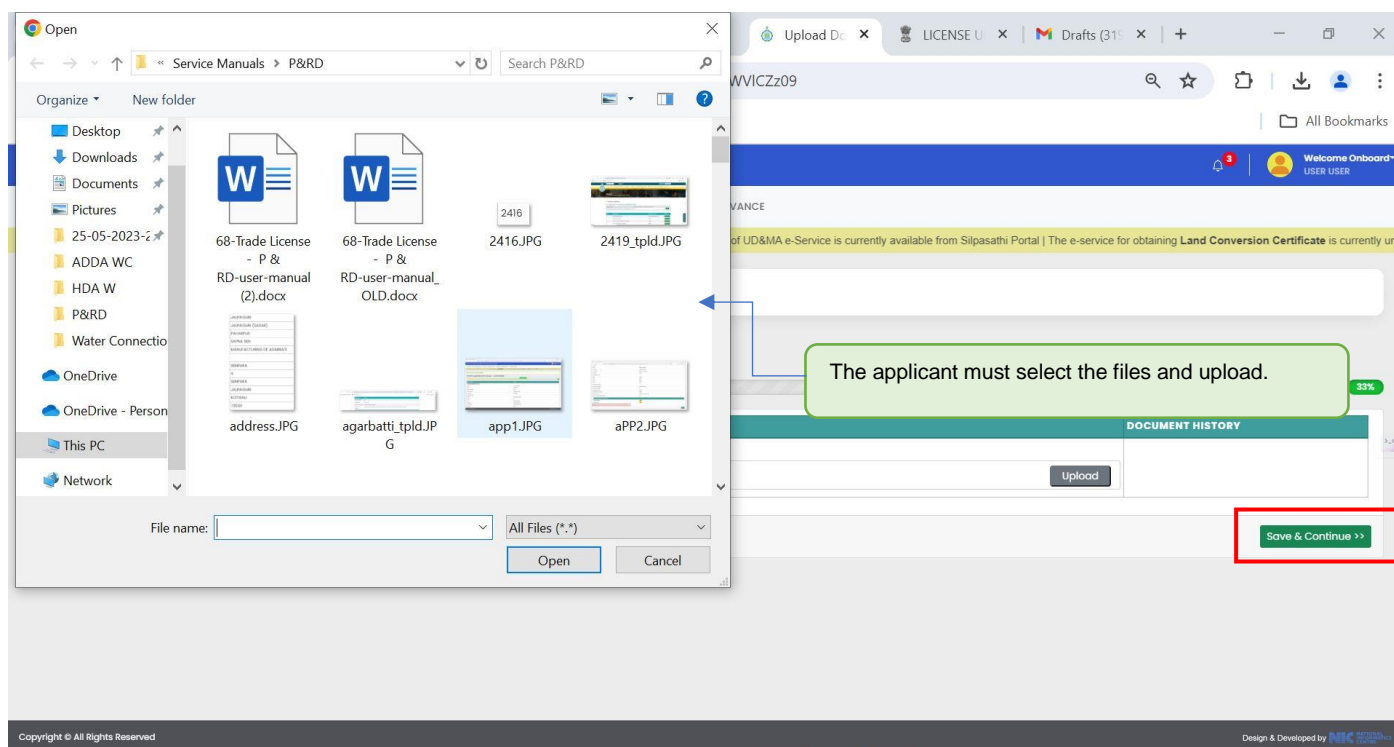 Open
Upload Do
LICENSE U
Drafts (319
Service Manuals > P&RD
Search P&RD
WVlCZz09
Organize
New folder
All Bookmarks
Desktop
Downloads
Documents
Pictures
25-05-2023-2
ADDA WC
HDA W
P&RD
Water Connectio
OneDrive
OneDrive - Person
This PC
Network
68-Trade License
- P &
RD-user-manual
(2).docx
68-Trade License
- P &
RD-user-manual_
OLD.docx
2416
2416.JPG
2419_tpld.JPG
address.JPG
agarbatti_tpld.JP
G
app1.JPG
aPP2.JPG
File name:
All Files (*.*)
Open
Cancel
3
Welcome Onboard
USER USER
VANCE
of UD&MA e-Service is currently available from Silpasathi Portal | The e-service for obtaining Land Conversion Certificate is currently un
The applicant must select the files and upload.
33%
DOCUMENT HISTORY
Upload
Save & Continue >>
Copyright © All Rights Reserved
Design & Developed by NIC